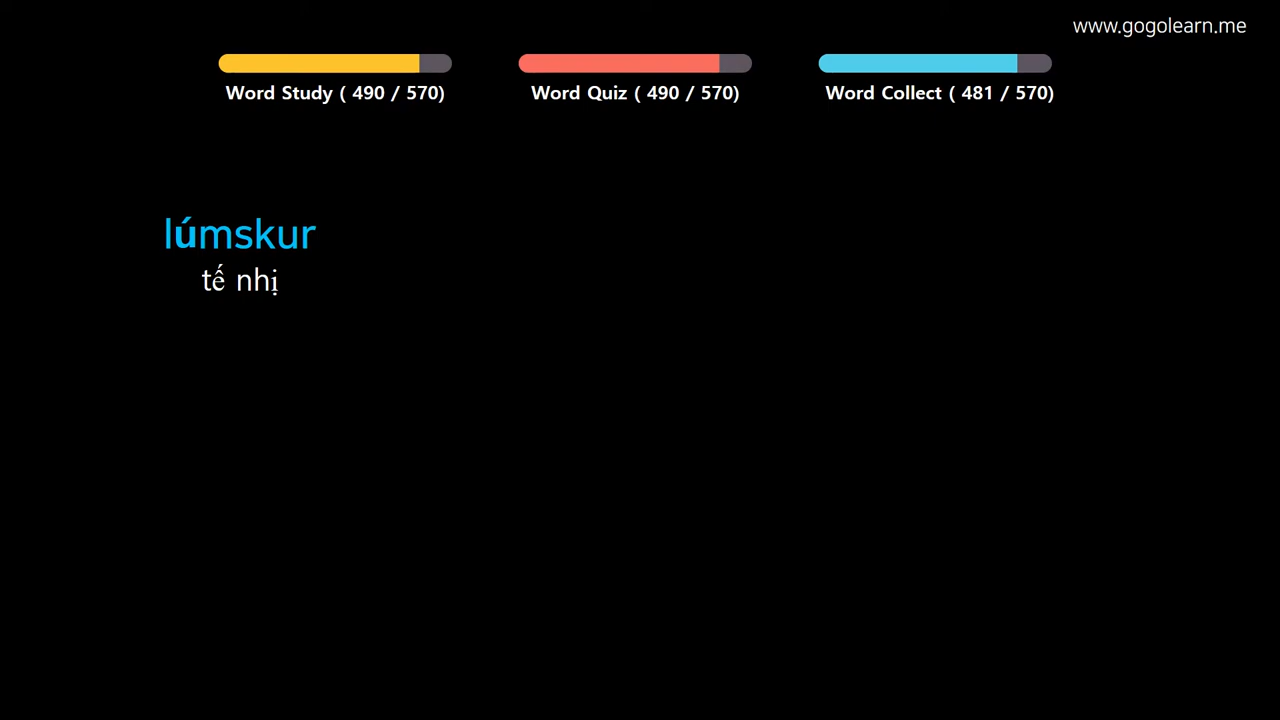 www.gogolearn.me
Word Study ( 490 / 570)
Word Quiz ( 490 / 570)
Word Collect ( 481 / 570)
lúmskur
tế nhị